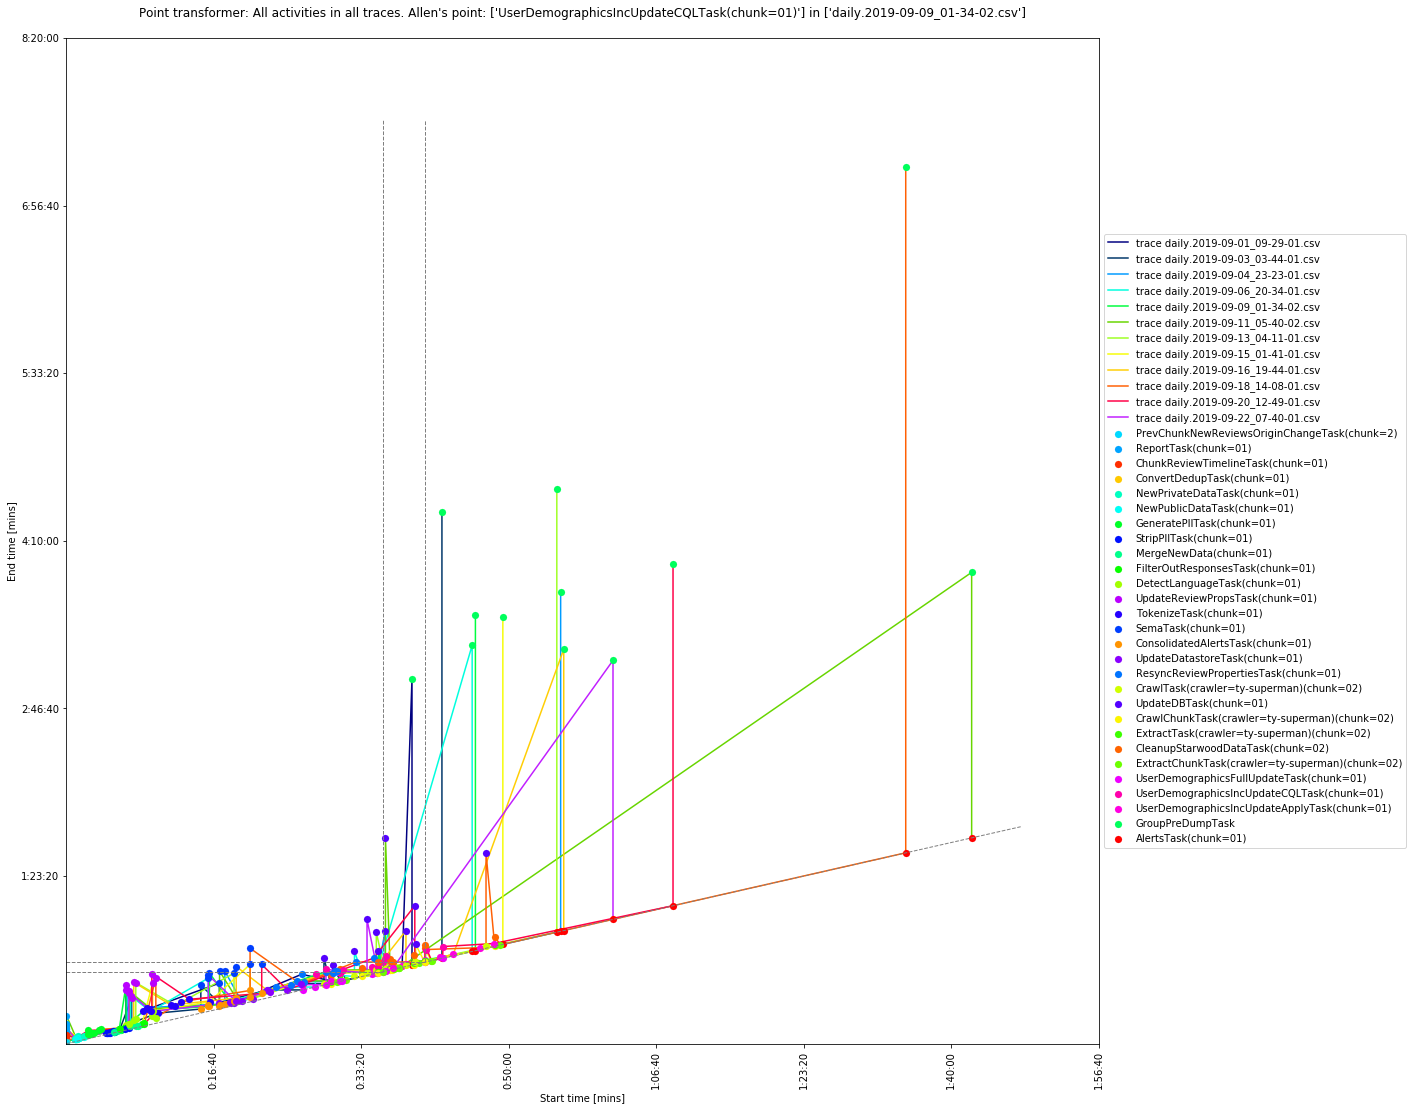 Point transformer: All activities in all traces. Allen's point: ['UserDemographicsIncUpdateCQLTask(chunk=01)'] in ['daily.2019-09-09_01-34-02.csv']
8:20:00
6:56:40
5:33:20
4:10:00
2:46:40
1:23:20
End time [mins]
0:16:40
0:33:20
0:50:00
1:06:40
1:23:20
1:40:00
1:56:40
Start time [mins]
trace daily.2019-09-01_09-29-01.csv
trace daily.2019-09-03_03-44-01.csv
trace daily.2019-09-04_23-23-01.csv
trace daily.2019-09-06_20-34-01.csv
trace daily.2019-09-09_01-34-02.csv
trace daily.2019-09-11_05-40-02.csv
trace daily.2019-09-13_04-11-01.csv
trace daily.2019-09-15_01-41-01.csv
trace daily.2019-09-16_19-44-01.csv
trace daily.2019-09-18_14-08-01.csv
trace daily.2019-09-20_12-49-01.csv
trace daily.2019-09-22_07-40-01.csv
PrevChunkNewReviewsOriginChangeTask(chunk=2)
ReportTask(chunk=01)
ChunkReviewTimelineTask(chunk=01)
ConvertDedupTask(chunk=01)
NewPrivateDataTask(chunk=01)
NewPublicDataTask(chunk=01)
GeneratePIITask(chunk=01)
StripPIITask(chunk=01)
MergeNewData(chunk=01)
FilterOutResponsesTask(chunk=01)
DetectLanguageTask(chunk=01)
UpdateReviewPropsTask(chunk=01)
TokenizeTask(chunk=01)
SemaTask(chunk=01)
ConsolidatedAlertsTask(chunk=01)
UpdateDatastoreTask(chunk=01)
ResyncReviewPropertiesTask(chunk=01)
CrawlTask(crawler=ty-superman)(chunk=02)
UpdateDBTask(chunk=01)
CrawlChunkTask(crawler=ty-superman)(chunk=02)
ExtractTask(crawler=ty-superman)(chunk=02)
CleanupStarwoodDataTask(chunk=02)
ExtractChunkTask(crawler=ty-superman)(chunk=02)
UserDemographicsFullUpdateTask(chunk=01)
UserDemographicsIncUpdateCQLTask(chunk=01)
UserDemographicsIncUpdateApplyTask(chunk=01)
GroupPreDumpTask
AlertsTask(chunk=01)